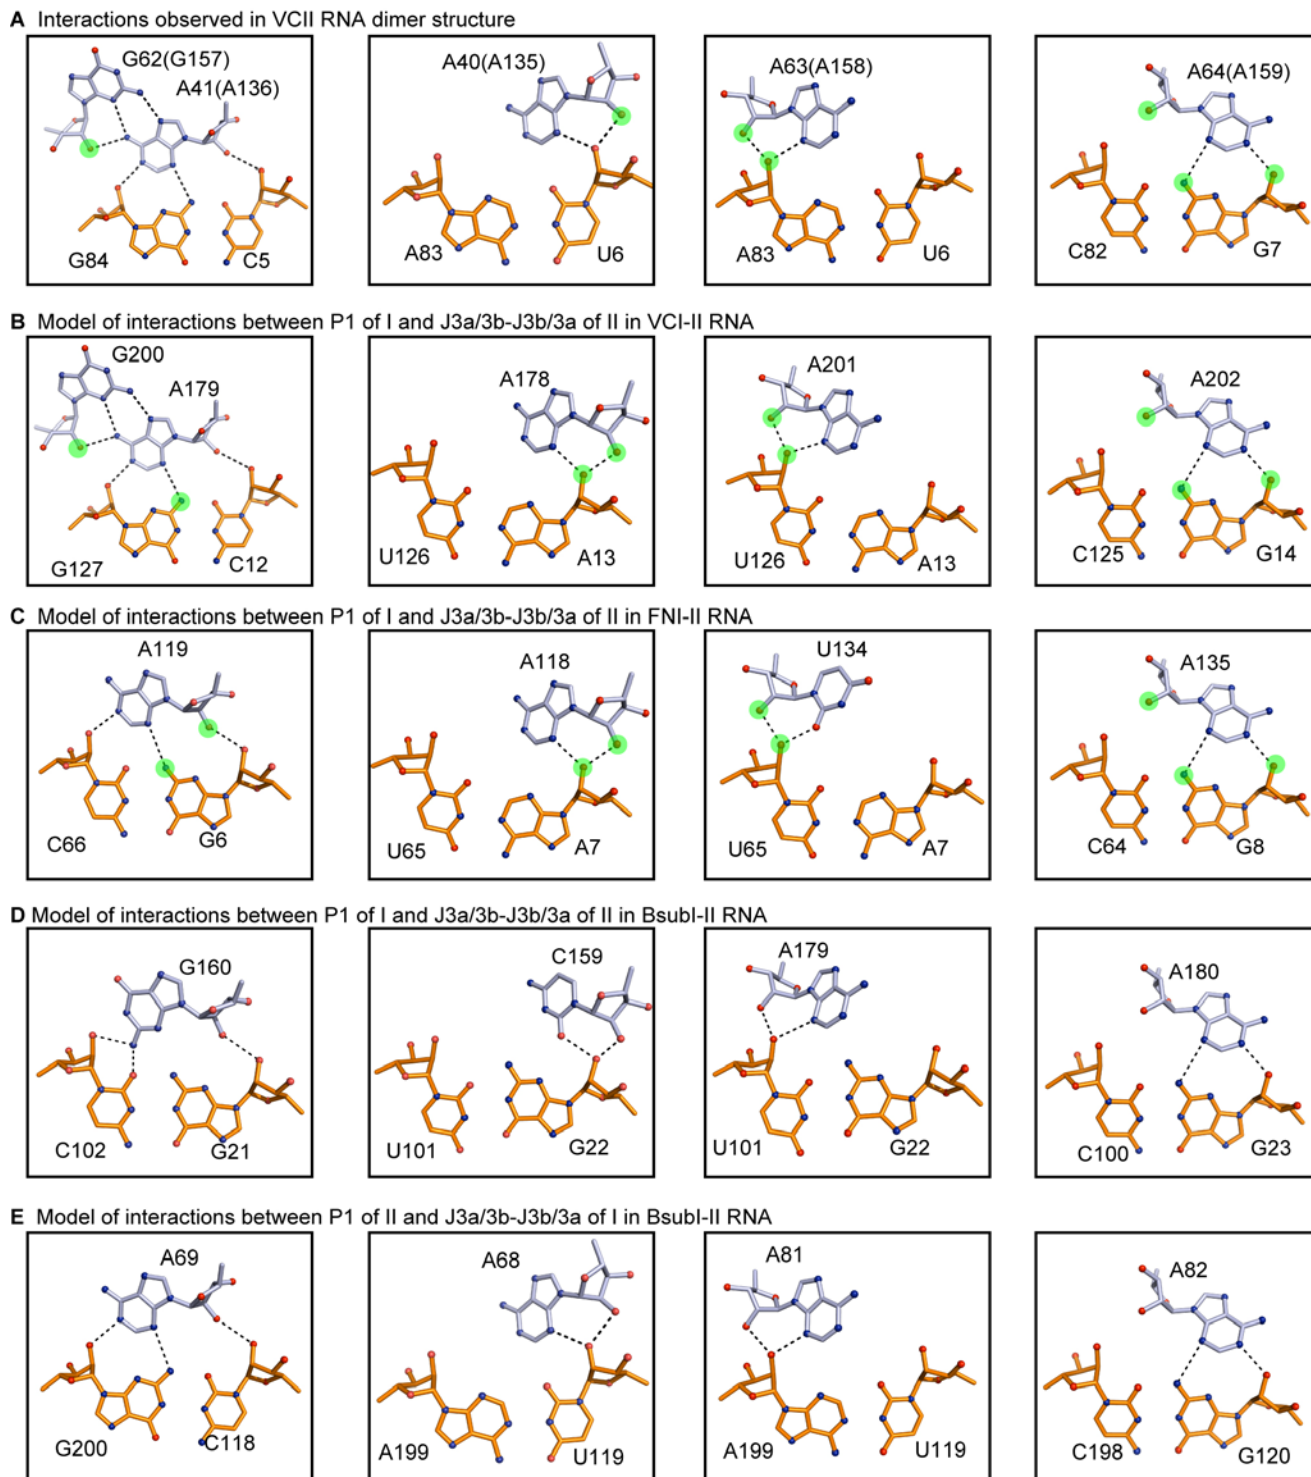 A Interactions observed in VCII RNA dimer structure
G62(G157)
A41(A136)
G84
C5
A40(A135)
A83
U6
A63(A158)
A83
U6
A64(A159)
C82
G7
B Model of interactions between P1 of I and J3a/3b-J3b/3a of II in VCI-II RNA
G200
A179
G127
C12
A178
U126
A13
A201
U126
A13
A202
C125
G14
C Model of interactions between P1 of I and J3a/3b-J3b/3a of II in FNI-II RNA
A119
C66
G6
A118
U65
A7
U134
U65
A7
A135
C64
G8
D Model of interactions between P1 of I and J3a/3b-J3b/3a of II in BsubI-II RNA
G160
C102
G21
C159
U101
G22
A179
U101
G22
A180
C100
G23
E Model of interactions between P1 of II and J3a/3b-J3b/3a of I in BsubI-II RNA
A69
G200
C118
A68
A199
U119
A81
A199
U119
A82
C198
G120